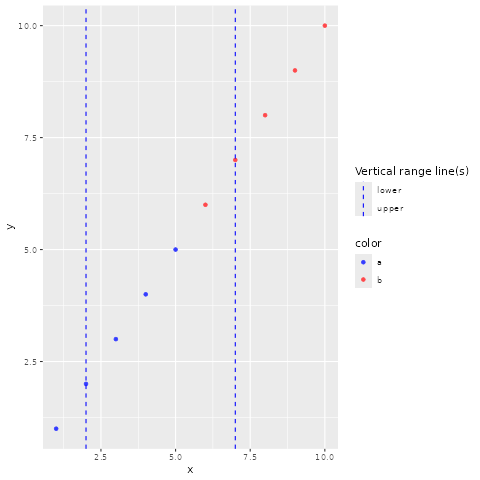 10.0
7.5
5.0
2.5
y
2.5 5.0 7.5 10.0
x
Vertical range line(s)
lower
upper
color
a
b